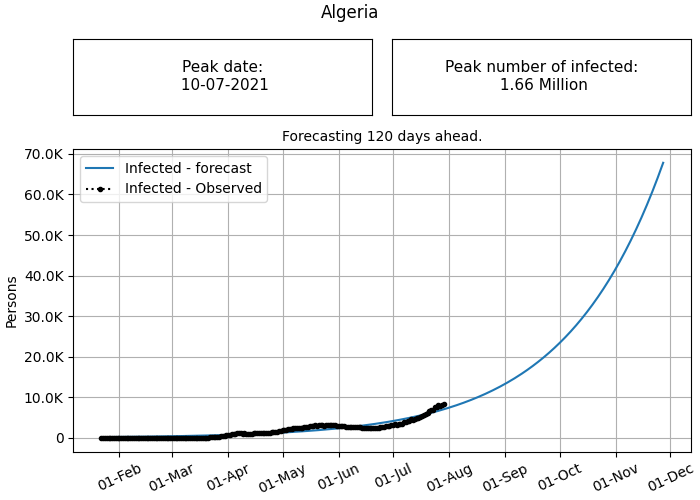 Algeria
Peak date:
10-07-2021
Peak number of infected:
1.66 Million
Forecasting 120 days ahead.
Infected - forecast
Infected - Observed
Persons
70.0K
60.0K
50.0K
40.0K
30.0K
20.0K
10.0K
0
01-Feb
01-Mar
01-Apr
01-May
01-Jun
01-Jul
01-Aug
01-Sep
01-Oct
01-Nov
01-Dec